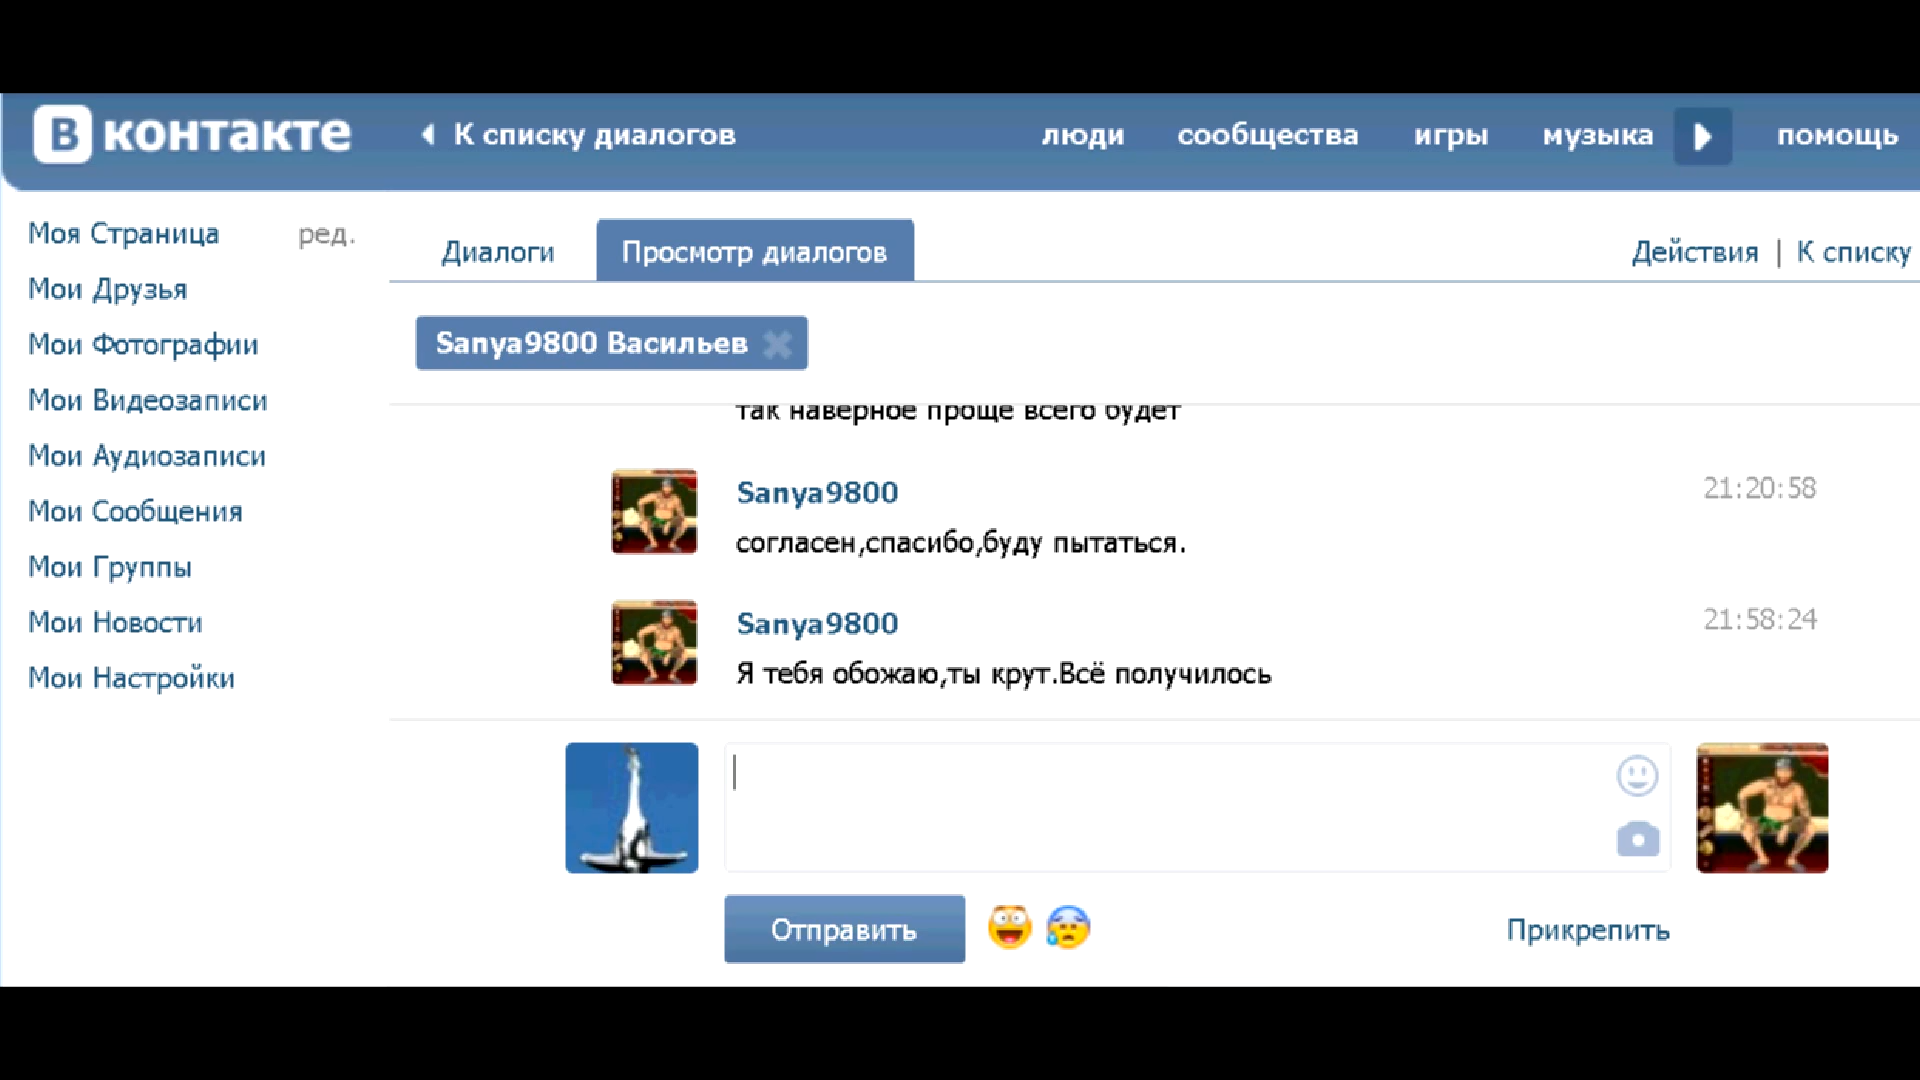 В контакте
К списку диалогов
люди сообщества игры музыка помощь
Моя Страница ред.
Мои Друзья
Мои Фотографии
Мои Видеозаписи
Мои Аудиозаписи
Мои Сообщения
Мои Группы
Мои Новости
Мои Настройки
Диалоги Просмотр диалогов Действия | К списку
Sanya9800 Васильев
так наверное проще всего будет
Sanya9800 21:20:58
согласен,спасибо,буду пытаться.
Sanya9800 21:58:24
Я тебя обожаю,ты крут.Всё получилось
Отправить Прикрепить